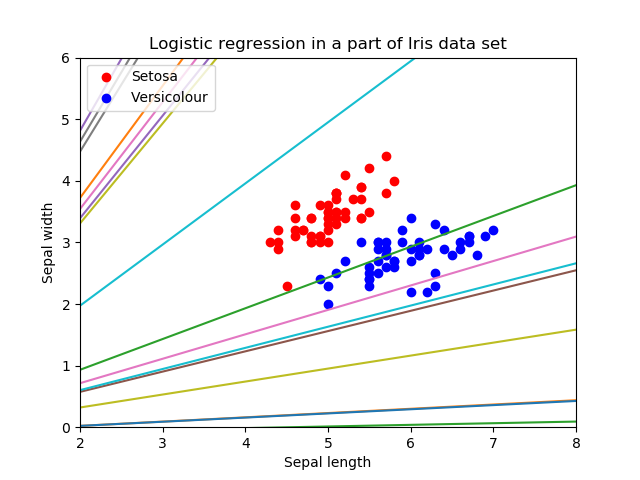 Logistic regression in a part of Iris data set
Setosa
Versicolour
Sepal width
6
5
4
3
2
1
0
2 3 4 5 6 7 8
Sepal length